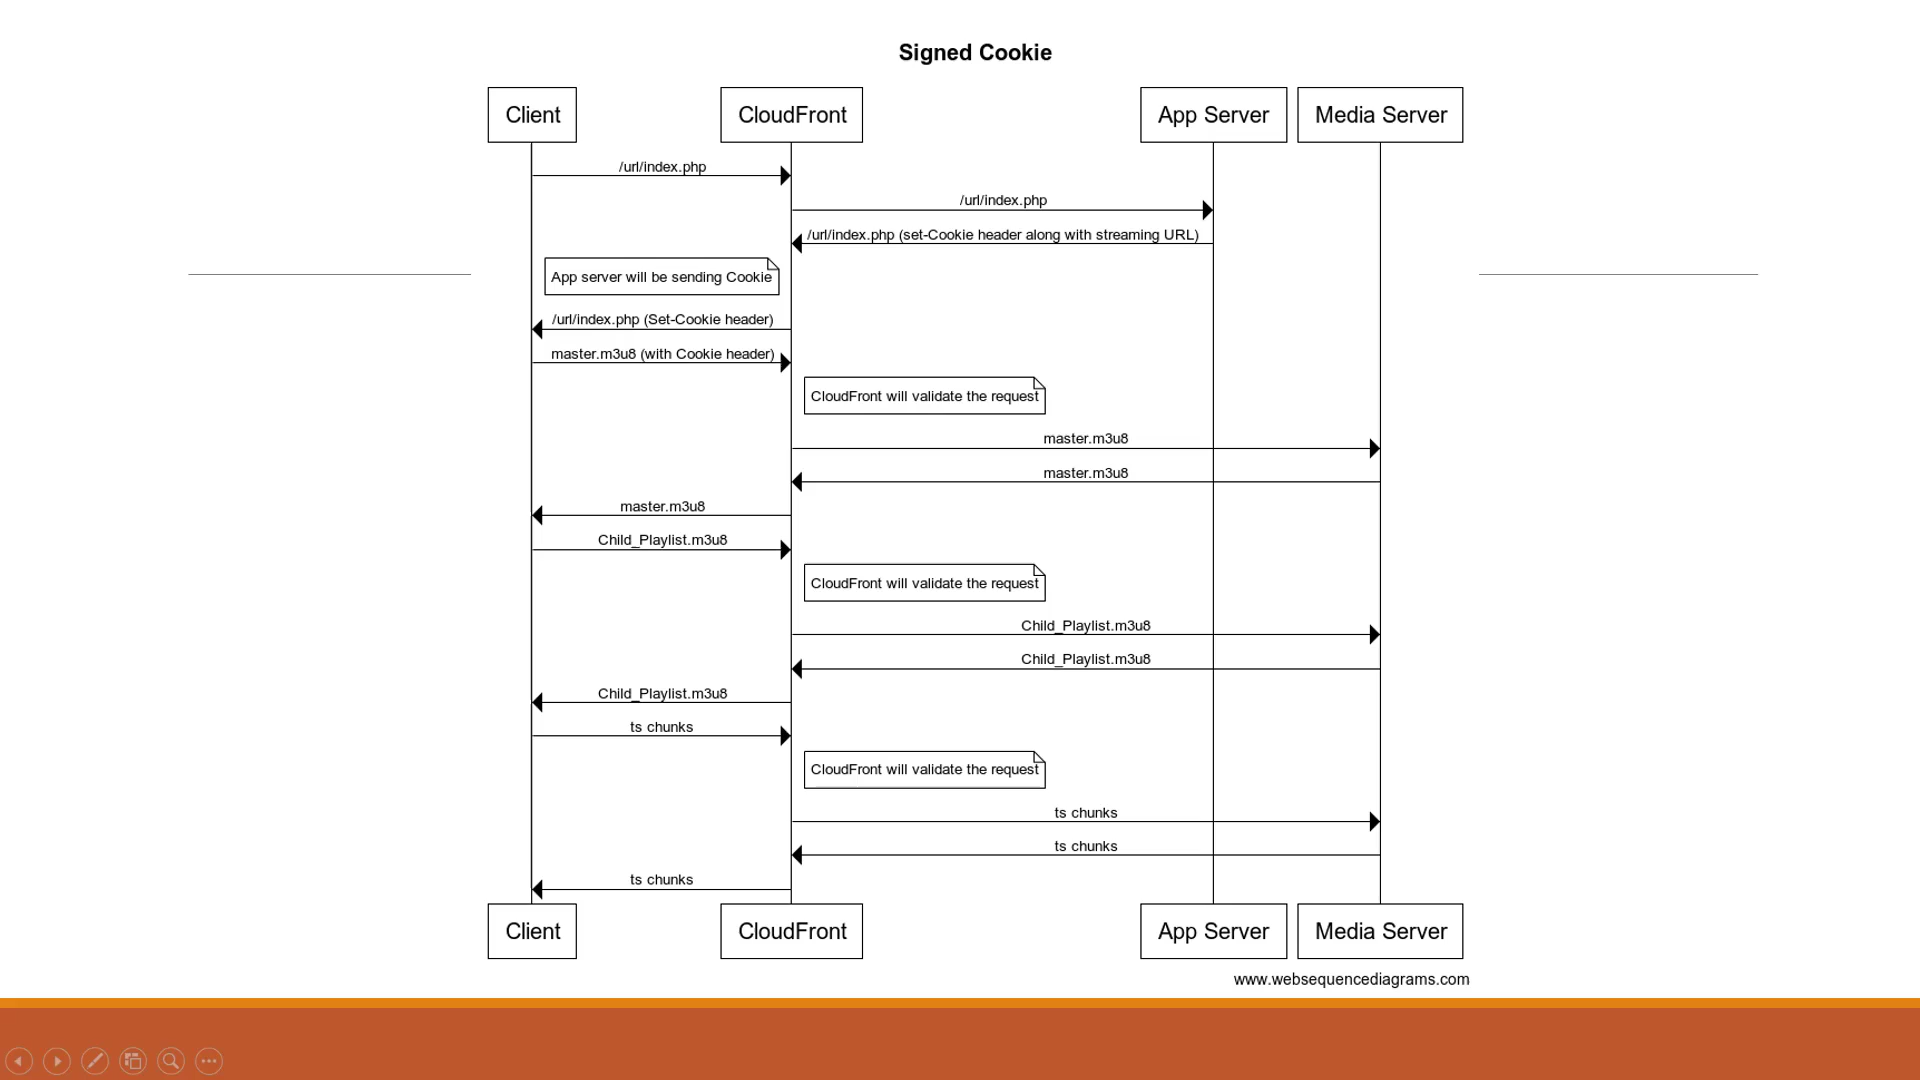 Signed Cookie
Client
CloudFront
App Server
Media Server
/url/index.php
/url/index.php
/url/index.php (set-Cookie header along with streaming URL)
App server will be sending Cookie
/url/index.php (Set-Cookie header)
master.m3u8 (with Cookie header)
CloudFront will validate the request
master.m3u8
master.m3u8
master.m3u8
Child_Playlist.m3u8
CloudFront will validate the request
Child_Playlist.m3u8
Child_Playlist.m3u8
Child_Playlist.m3u8
ts chunks
CloudFront will validate the request
ts chunks
ts chunks
ts chunks
Client
CloudFront
App Server
Media Server
www.websequencediagrams.com